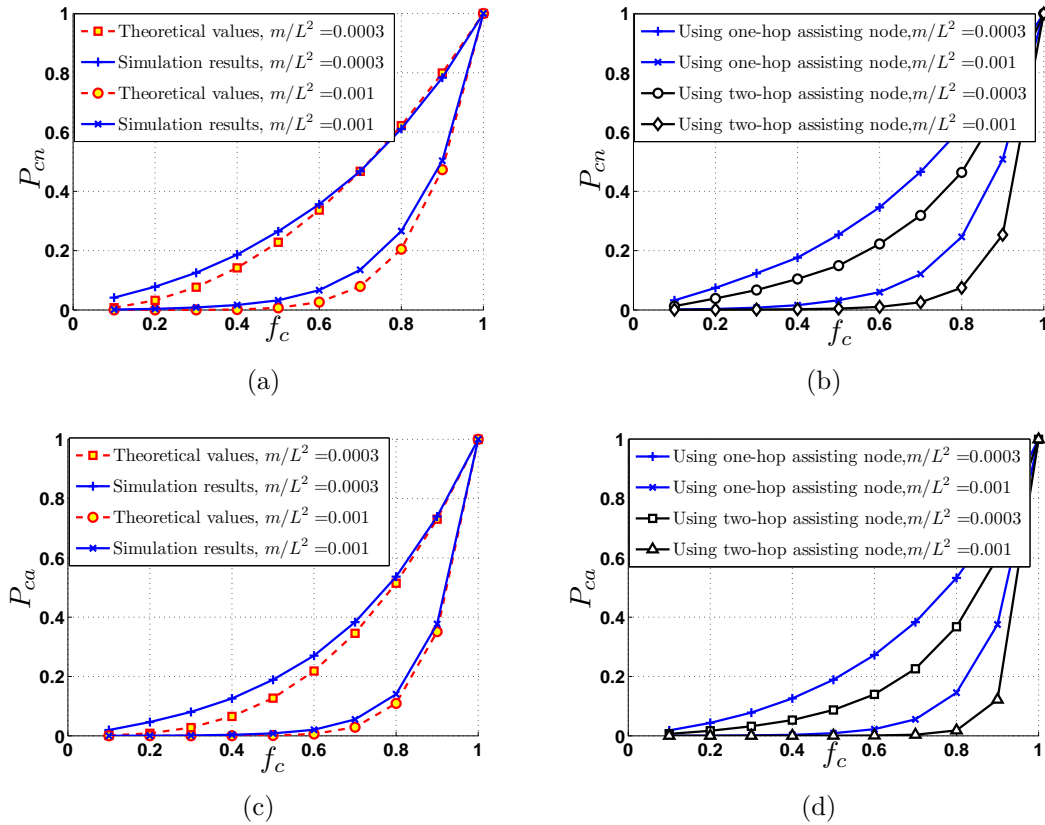 1
0.8
0.6
0.4
0.2
0
P_cn
Theoretical values, m/L² =0.0003
Simulation results, m/L² =0.0003
Theoretical values, m/L² =0.001
Simulation results, m/L² =0.001
0 0.2 0.4 0.6 0.8 1
f_c
(a)
1
0.8
0.6
0.4
0.2
0
P_cn
Using one-hop assisting node,m/L² =0.0003
Using one-hop assisting node,m/L² =0.001
Using two-hop assisting node,m/L² =0.0003
Using two-hop assisting node,m/L² =0.001
0 0.2 0.4 0.6 0.8 1
f_c
(b)
1
0.8
0.6
0.4
0.2
0
P_ca
Theoretical values, m/L² =0.0003
Simulation results, m/L² =0.0003
Theoretical values, m/L² =0.001
Simulation results, m/L² =0.001
0 0.2 0.4 0.6 0.8 1
f_c
(c)
1
0.8
0.6
0.4
0.2
0
P_ca
Using one-hop assisting node,m/L² =0.0003
Using one-hop assisting node,m/L² =0.001
Using two-hop assisting node,m/L² =0.0003
Using two-hop assisting node,m/L² =0.001
0 0.2 0.4 0.6 0.8 1
f_c
(d)